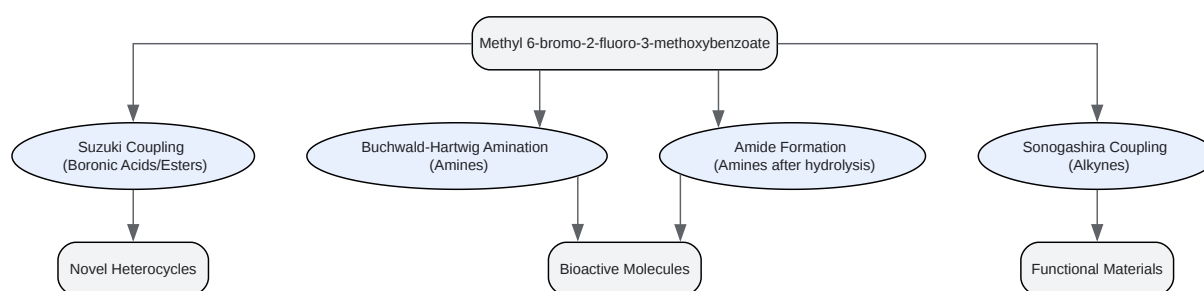 Methyl 6-bromo-2-fluoro-3-methoxybenzoate
Suzuki Coupling
(Boronic Acids/Esters)
Buchwald-Hartwig Amination
(Amines)
Amide Formation
(Amines after hydrolysis)
Sonogashira Coupling
(Alkynes)
Novel Heterocycles
Bioactive Molecules
Functional Materials